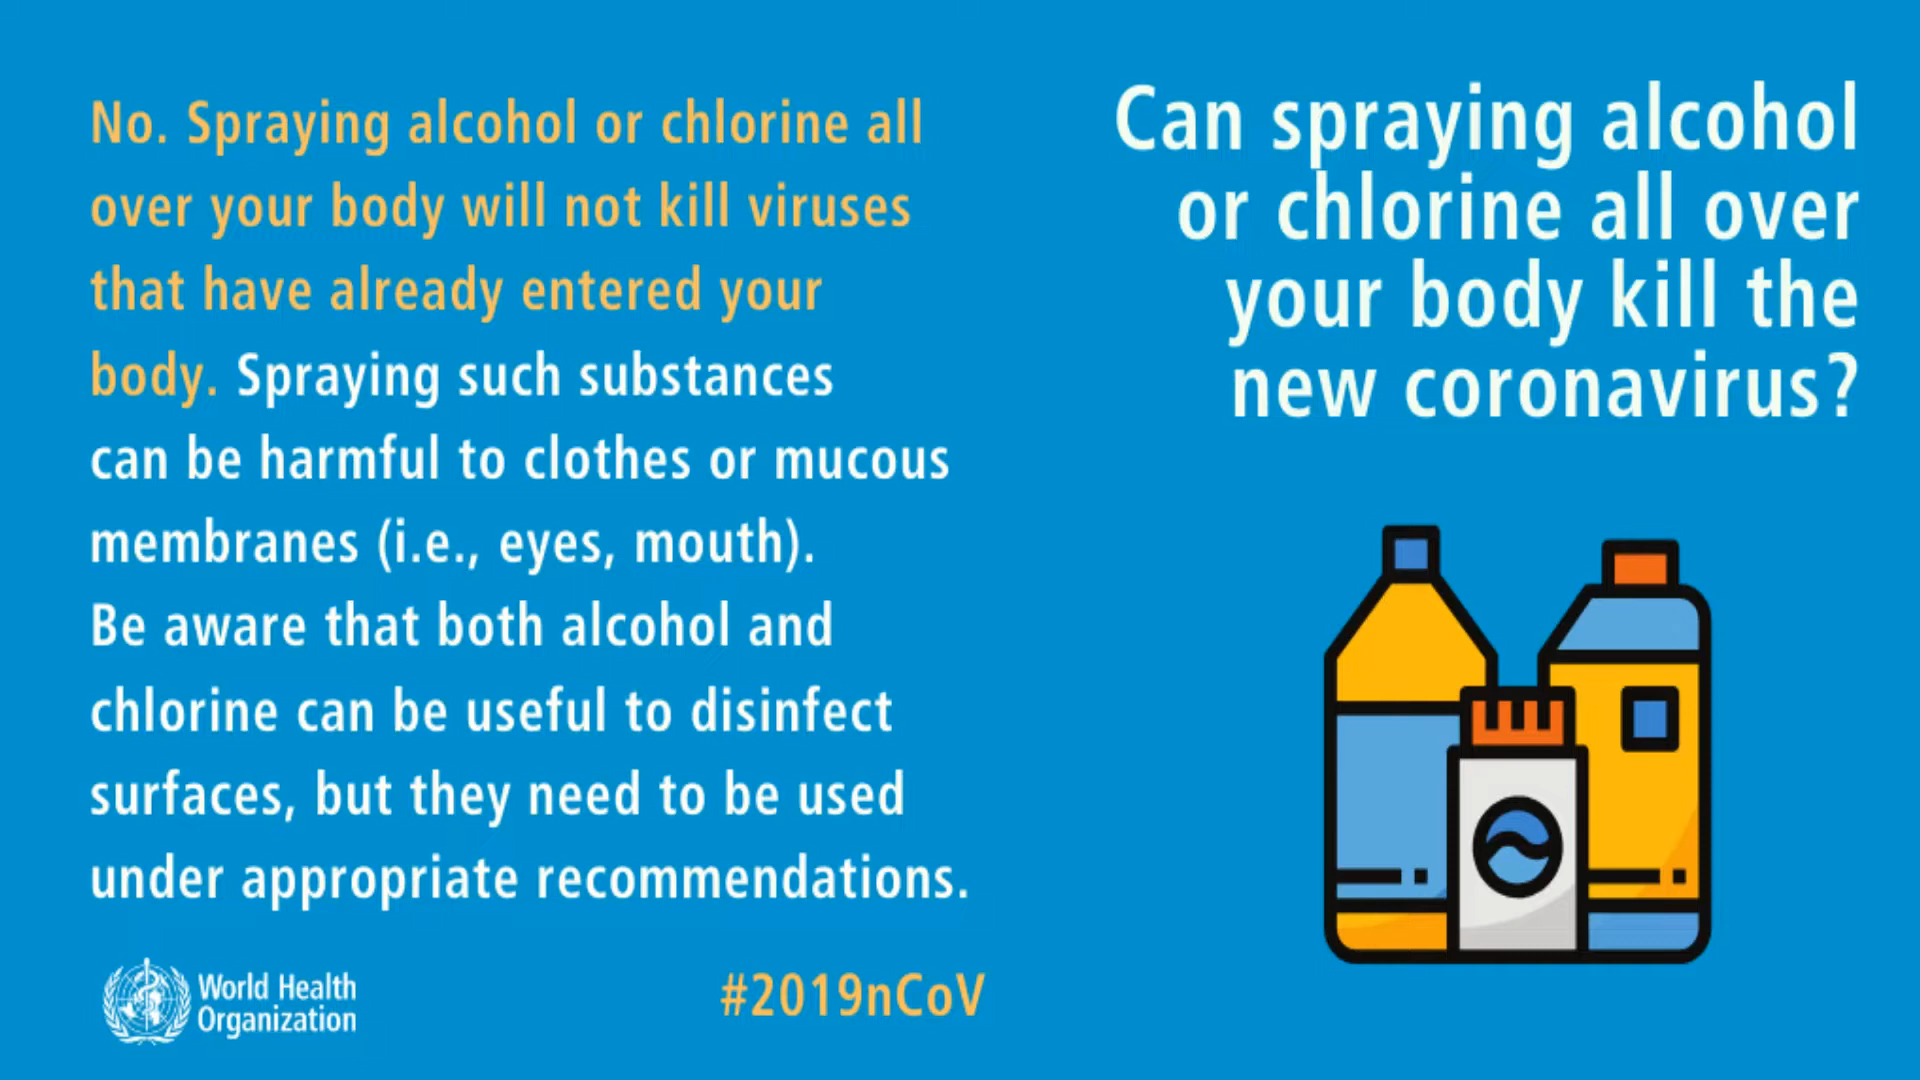 Can spraying alcohol
or chlorine all over
your body kill the
new coronavirus?
No. Spraying alcohol or chlorine all
over your body will not kill viruses
that have already entered your
body. Spraying such substances
can be harmful to clothes or mucous
membranes (i.e., eyes, mouth).
Be aware that both alcohol and
chlorine can be useful to disinfect
surfaces, but they need to be used
under appropriate recommendations.
World Health
Organization
#2019nCoV